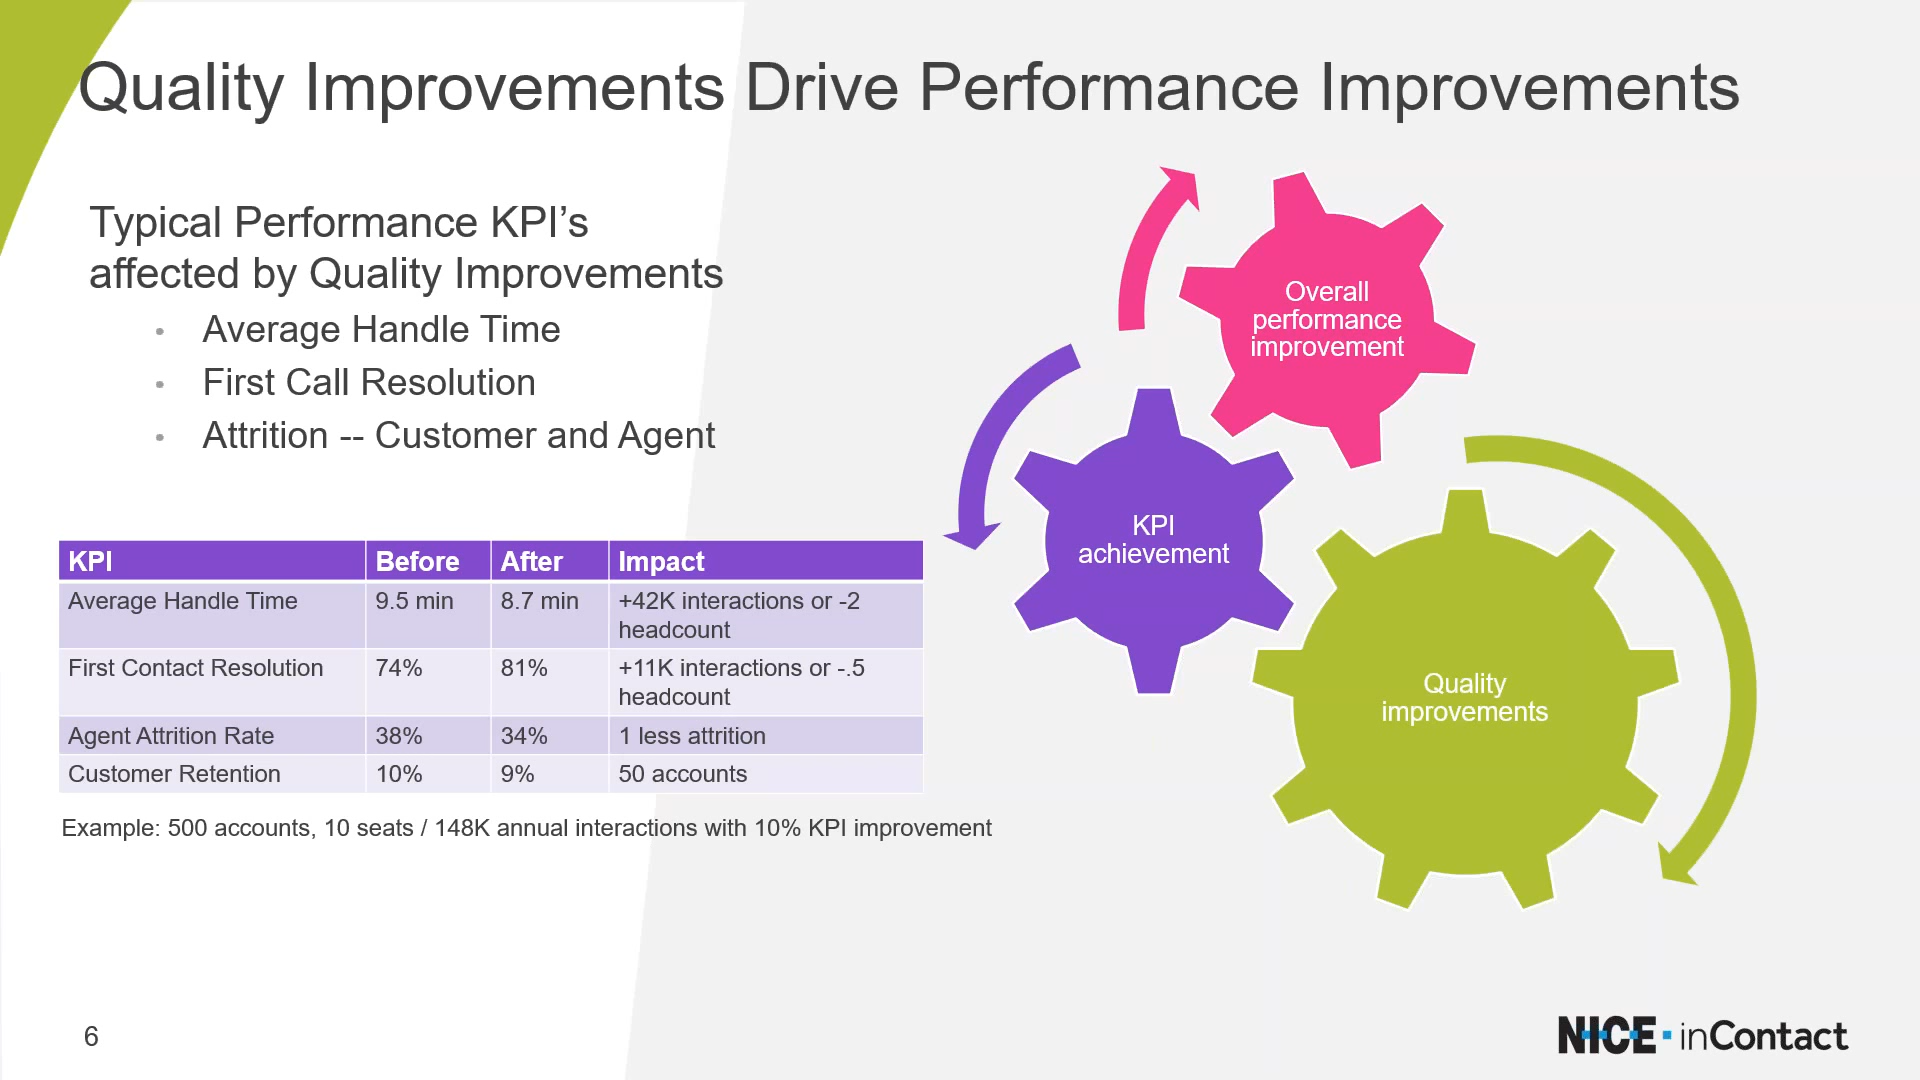 Quality Improvements Drive Performance Improvements
Typical Performance KPI’s
affected by Quality Improvements
• Average Handle Time
• First Call Resolution
• Attrition -- Customer and Agent
KPI Before After Impact
Average Handle Time 9.5 min 8.7 min +42K interactions or -2
headcount
First Contact Resolution 74% 81% +11K interactions or -.5
headcount
Agent Attrition Rate 38% 34% 1 less attrition
Customer Retention 10% 9% 50 accounts
Example: 500 accounts, 10 seats / 148K annual interactions with 10% KPI improvement
Overall
performance
improvement
KPI
achievement
Quality
improvements
6
NICE inContact